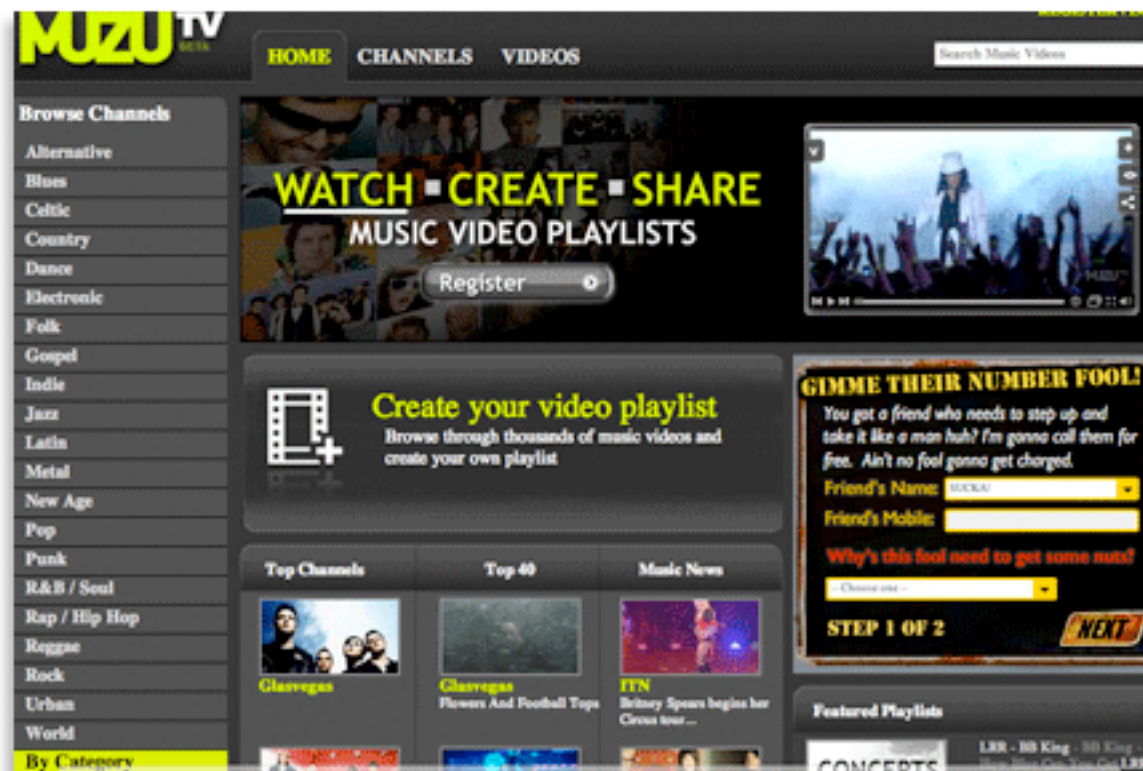 MUZU TV
BETA
HOME CHANNELS VIDEOS
Search Music Videos
Browse Channels
Alternative
Blues
Celtic
Country
Dance
Electronic
Folk
Gospel
Indie
Jazz
Latin
Metal
New Age
Pop
Punk
R&B / Soul
Rap / Hip Hop
Reggae
Rock
Urban
World
By Category
WATCH ▪ CREATE ▪ SHARE
MUSIC VIDEO PLAYLISTS
Register
MUZU
Create your video playlist
Browse through thousands of music videos and
create your own playlist
Top Channels
Top 40
Music News
Glasvegas
Glasvegas
Flowers And Football Tops
ITN
Britney Spears begins her
Circus tour...
GIMME THEIR NUMBER FOOL!
You got a friend who needs to step up and
take it like a man huh? I'm gonna call them for
free. Ain't no fool gonna get charged.
Friend's Name: SUCKA!
Friend's Mobile:
Why's this fool need to get some nuts?
-- Choose one --
STEP 1 OF 2
NEXT
Featured Playlists
CONCERTS
LRR - BB King - BB King -